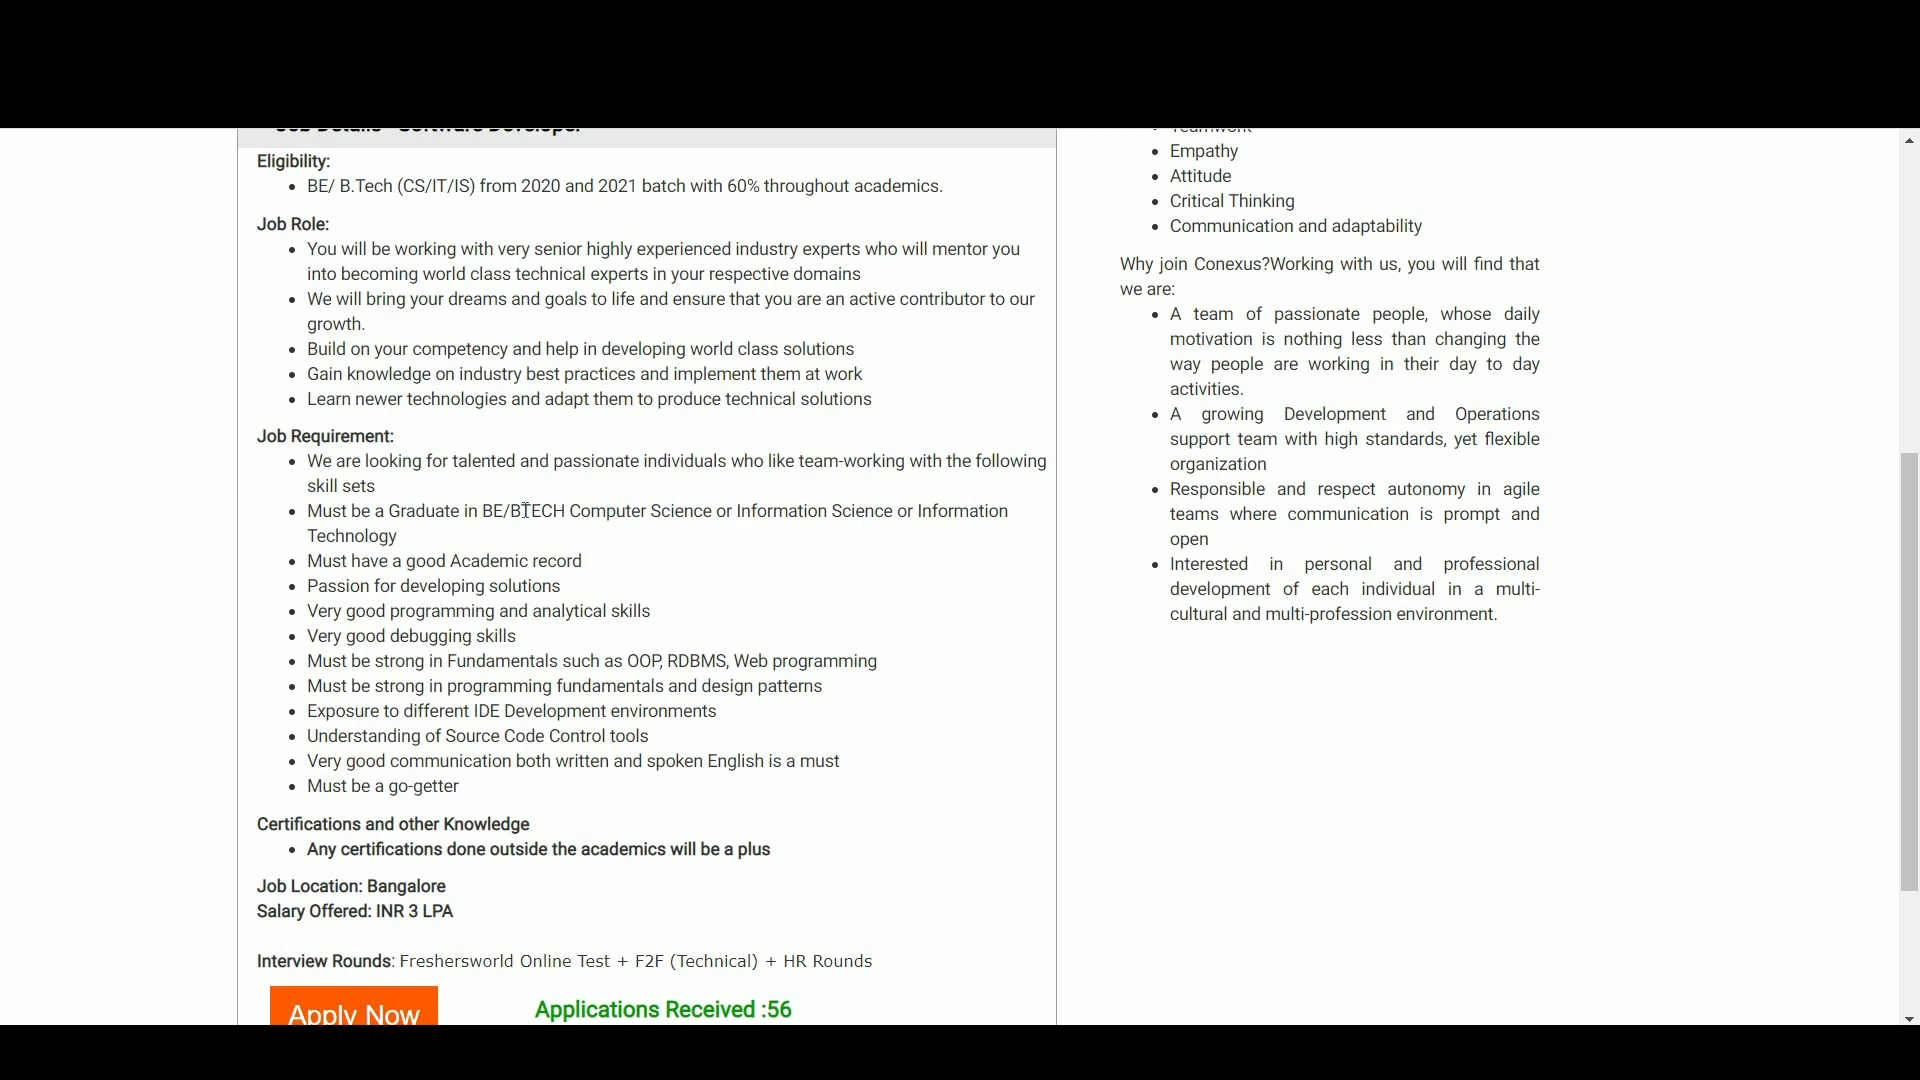 Job Details - Software Developer
Eligibility:
• BE/ B.Tech (CS/IT/IS) from 2020 and 2021 batch with 60% throughout academics.
Job Role:
• You will be working with very senior highly experienced industry experts who will mentor you
into becoming world class technical experts in your respective domains
• We will bring your dreams and goals to life and ensure that you are an active contributor to our
growth.
• Build on your competency and help in developing world class solutions
• Gain knowledge on industry best practices and implement them at work
• Learn newer technologies and adapt them to produce technical solutions
Job Requirement:
• We are looking for talented and passionate individuals who like team-working with the following
skill sets
• Must be a Graduate in BE/BTECH Computer Science or Information Science or Information
Technology
• Must have a good Academic record
• Passion for developing solutions
• Very good programming and analytical skills
• Very good debugging skills
• Must be strong in Fundamentals such as OOP, RDBMS, Web programming
• Must be strong in programming fundamentals and design patterns
• Exposure to different IDE Development environments
• Understanding of Source Code Control tools
• Very good communication both written and spoken English is a must
• Must be a go-getter
Certifications and other Knowledge
• Any certifications done outside the academics will be a plus
Job Location: Bangalore
Salary Offered: INR 3 LPA
Interview Rounds: Freshersworld Online Test + F2F (Technical) + HR Rounds
Apply Now
Applications Received :56
• Teamwork
• Empathy
• Attitude
• Critical Thinking
• Communication and adaptability
Why join Conexus?Working with us, you will find that
we are:
• A team of passionate people, whose daily
motivation is nothing less than changing the
way people are working in their day to day
activities.
• A growing Development and Operations
support team with high standards, yet flexible
organization
• Responsible and respect autonomy in agile
teams where communication is prompt and
open
• Interested in personal and professional
development of each individual in a multi-
cultural and multi-profession environment.